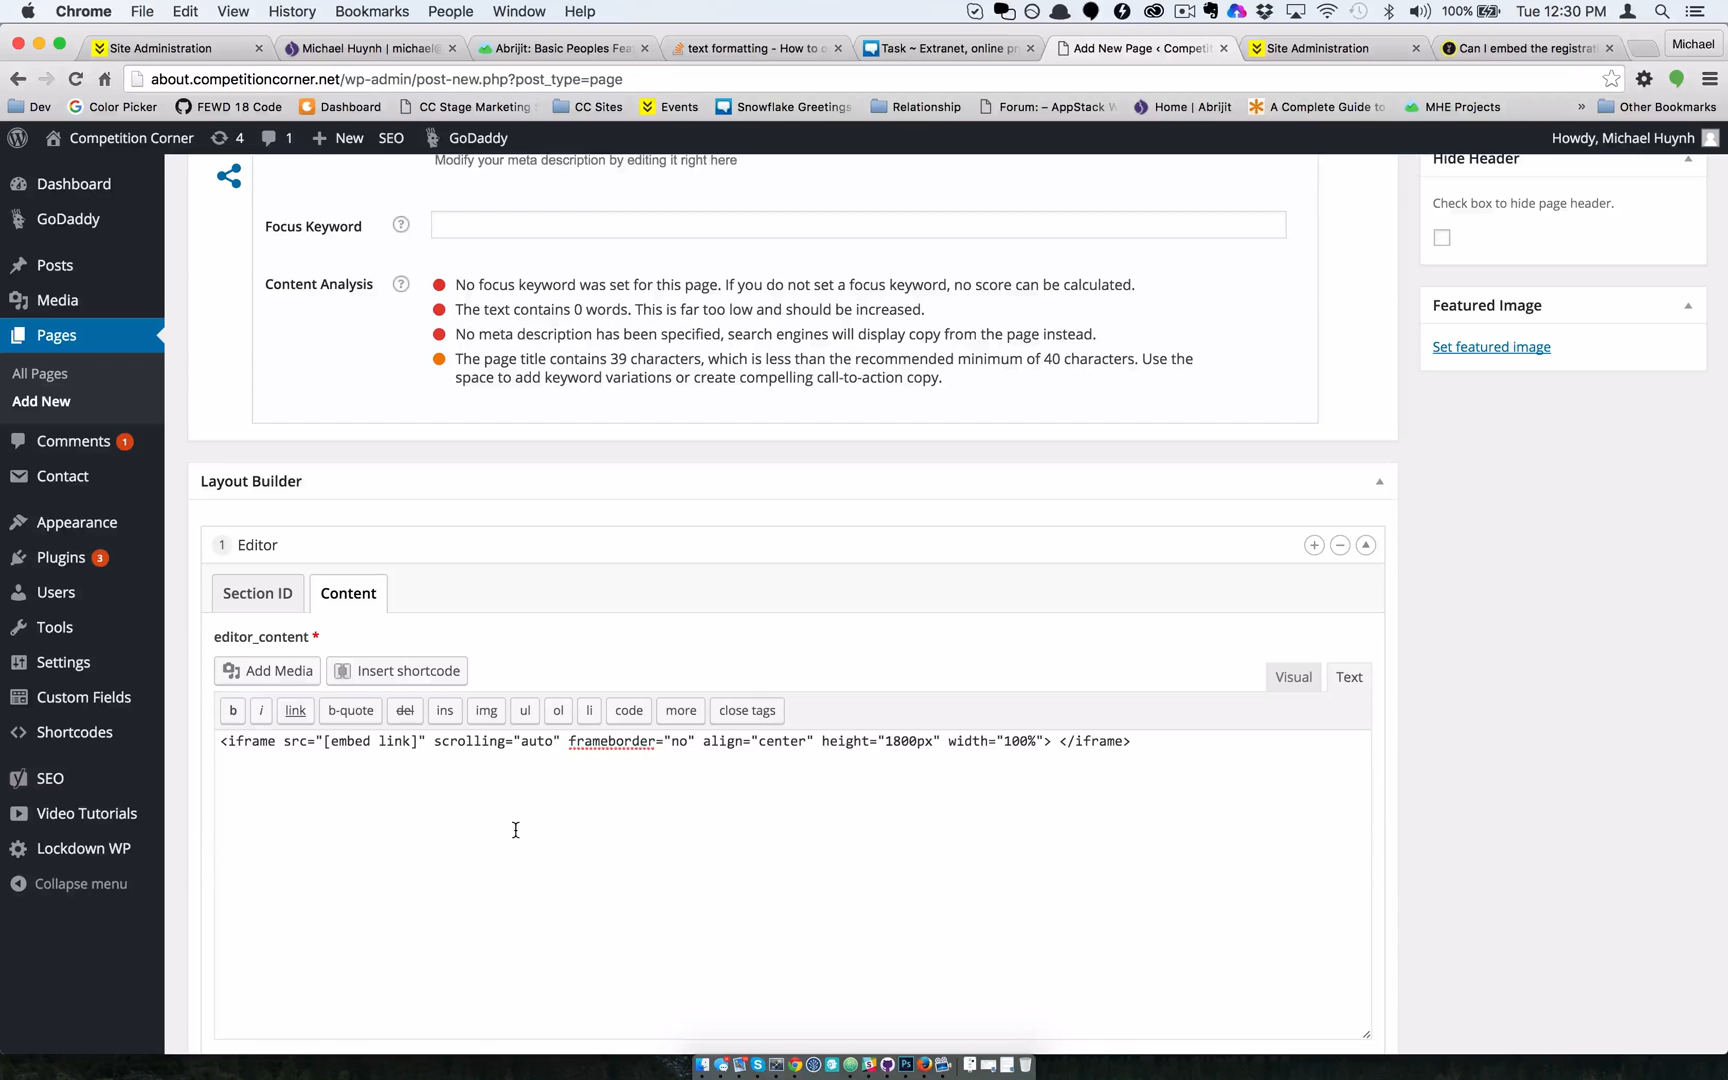 Chrome File Edit View History Bookmarks People Window Help 100% Tue 12:30 PM
Site Administration Michael Huynh | michael@ Abrijit: Basic Peoples Fea text formatting - How to Task ~ Extranet, online pr Add New Page ‹ Competit Site Administration Can I embed the registrat Michael
about.competitioncorner.net/wp-admin/post-new.php?post_type=page
Dev Color Picker FEWD 18 Code Dashboard CC Stage Marketing CC Sites Events Snowflake Greetings Relationship Forum: – AppStack Home | Abrijit A Complete Guide to MHE Projects » Other Bookmarks
Competition Corner 4 1 New SEO GoDaddy Howdy, Michael Huynh
Dashboard
GoDaddy
Posts
Media
Pages
All Pages
Add New
Comments 1
Contact
Appearance
Plugins 3
Users
Tools
Settings
Custom Fields
Shortcodes
SEO
Video Tutorials
Lockdown WP
Collapse menu
Modify your meta description by editing it right here
Focus Keyword ?
Content Analysis ? No focus keyword was set for this page. If you do not set a focus keyword, no score can be calculated.
The text contains 0 words. This is far too low and should be increased.
No meta description has been specified, search engines will display copy from the page instead.
The page title contains 39 characters, which is less than the recommended minimum of 40 characters. Use the
space to add keyword variations or create compelling call-to-action copy.
Layout Builder
1 Editor
Section ID Content
editor_content *
Add Media Insert shortcode Visual Text
b i link b-quote del ins img ul ol li code more close tags
<iframe src="[embed link]" scrolling="auto" frameborder="no" align="center" height="1800px" width="100%"> </iframe>
Hide Header
Check box to hide page header.
Featured Image
Set featured image